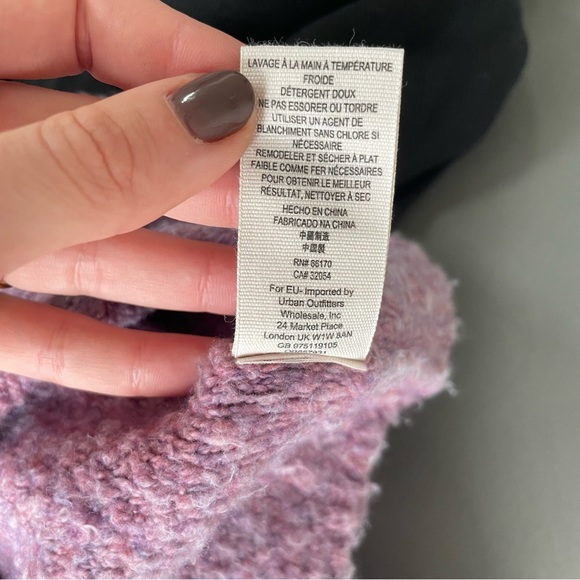 LAVAGE À LA MAIN À TEMPÉRATURE
FROIDE
DÉTERGENT DOUX
NE PAS ESSORER OU TORDRE
UTILISER UN AGENT DE
BLANCHIMENT SANS CHLORE SI
NÉCESSAIRE
REMODELER ET SÉCHER À PLAT
FAIBLE COMME FER NÉCESSAIRES
POUR OBTENIR LE MEILLEUR
RÉSULTAT, NETTOYER À SEC
HECHO EN CHINA
FABRICADO NA CHINA
中國制造
中国製
RN# 66170
CA# 32054
For EU- Imported by
Urban Outfitters
Wholesale, Inc
24 Market Place
London UK W1W 8AN
GB 975119105